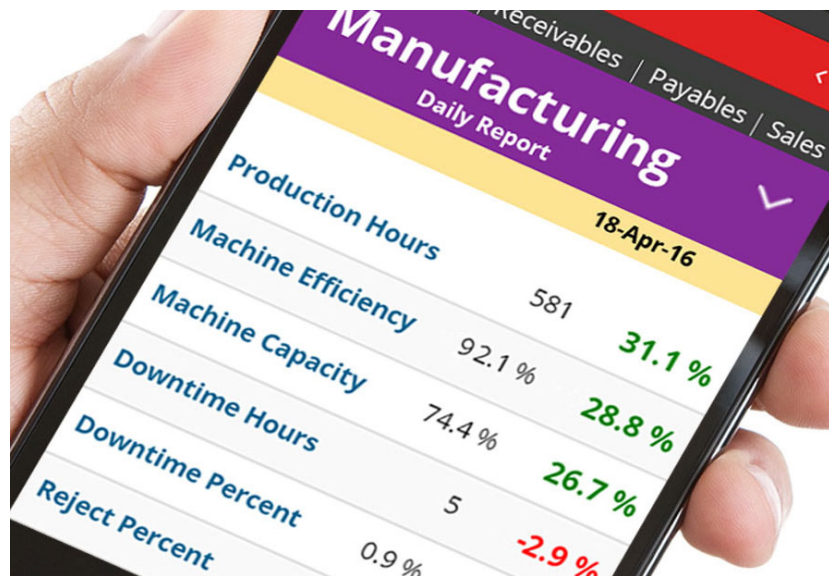 Receivables | Payables | Sales
Manufacturing
Daily Report
18-Apr-16
Production Hours 581 31.1 %
Machine Efficiency 92.1 % 28.8 %
Machine Capacity 74.4 % 26.7 %
Downtime Hours 5 -2.9 %
Downtime Percent 0.9 %
Reject Percent